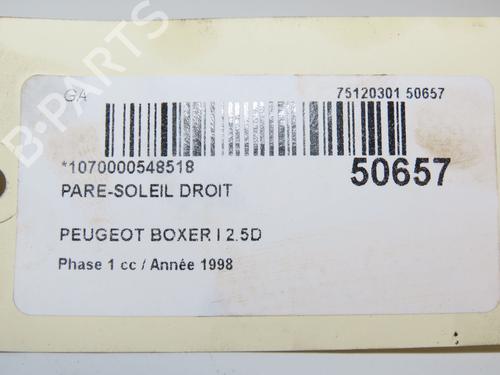 B-PARTS
GA
75120301 50657
*1070000548518
50657
PARE-SOLEIL DROIT
PEUGEOT BOXER I 2.5D
Phase 1 cc / Année 1998